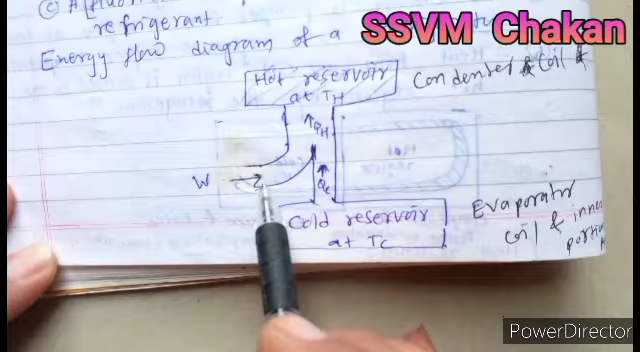 SSVM Chakan
refrigerant.
Energy flow diagram of a
Hot reservoir
at TH
Condenser & Coil &
QH
W
QC
Cold reservoir
at Tc
Evaporator
coil & inner
portion
PowerDirector